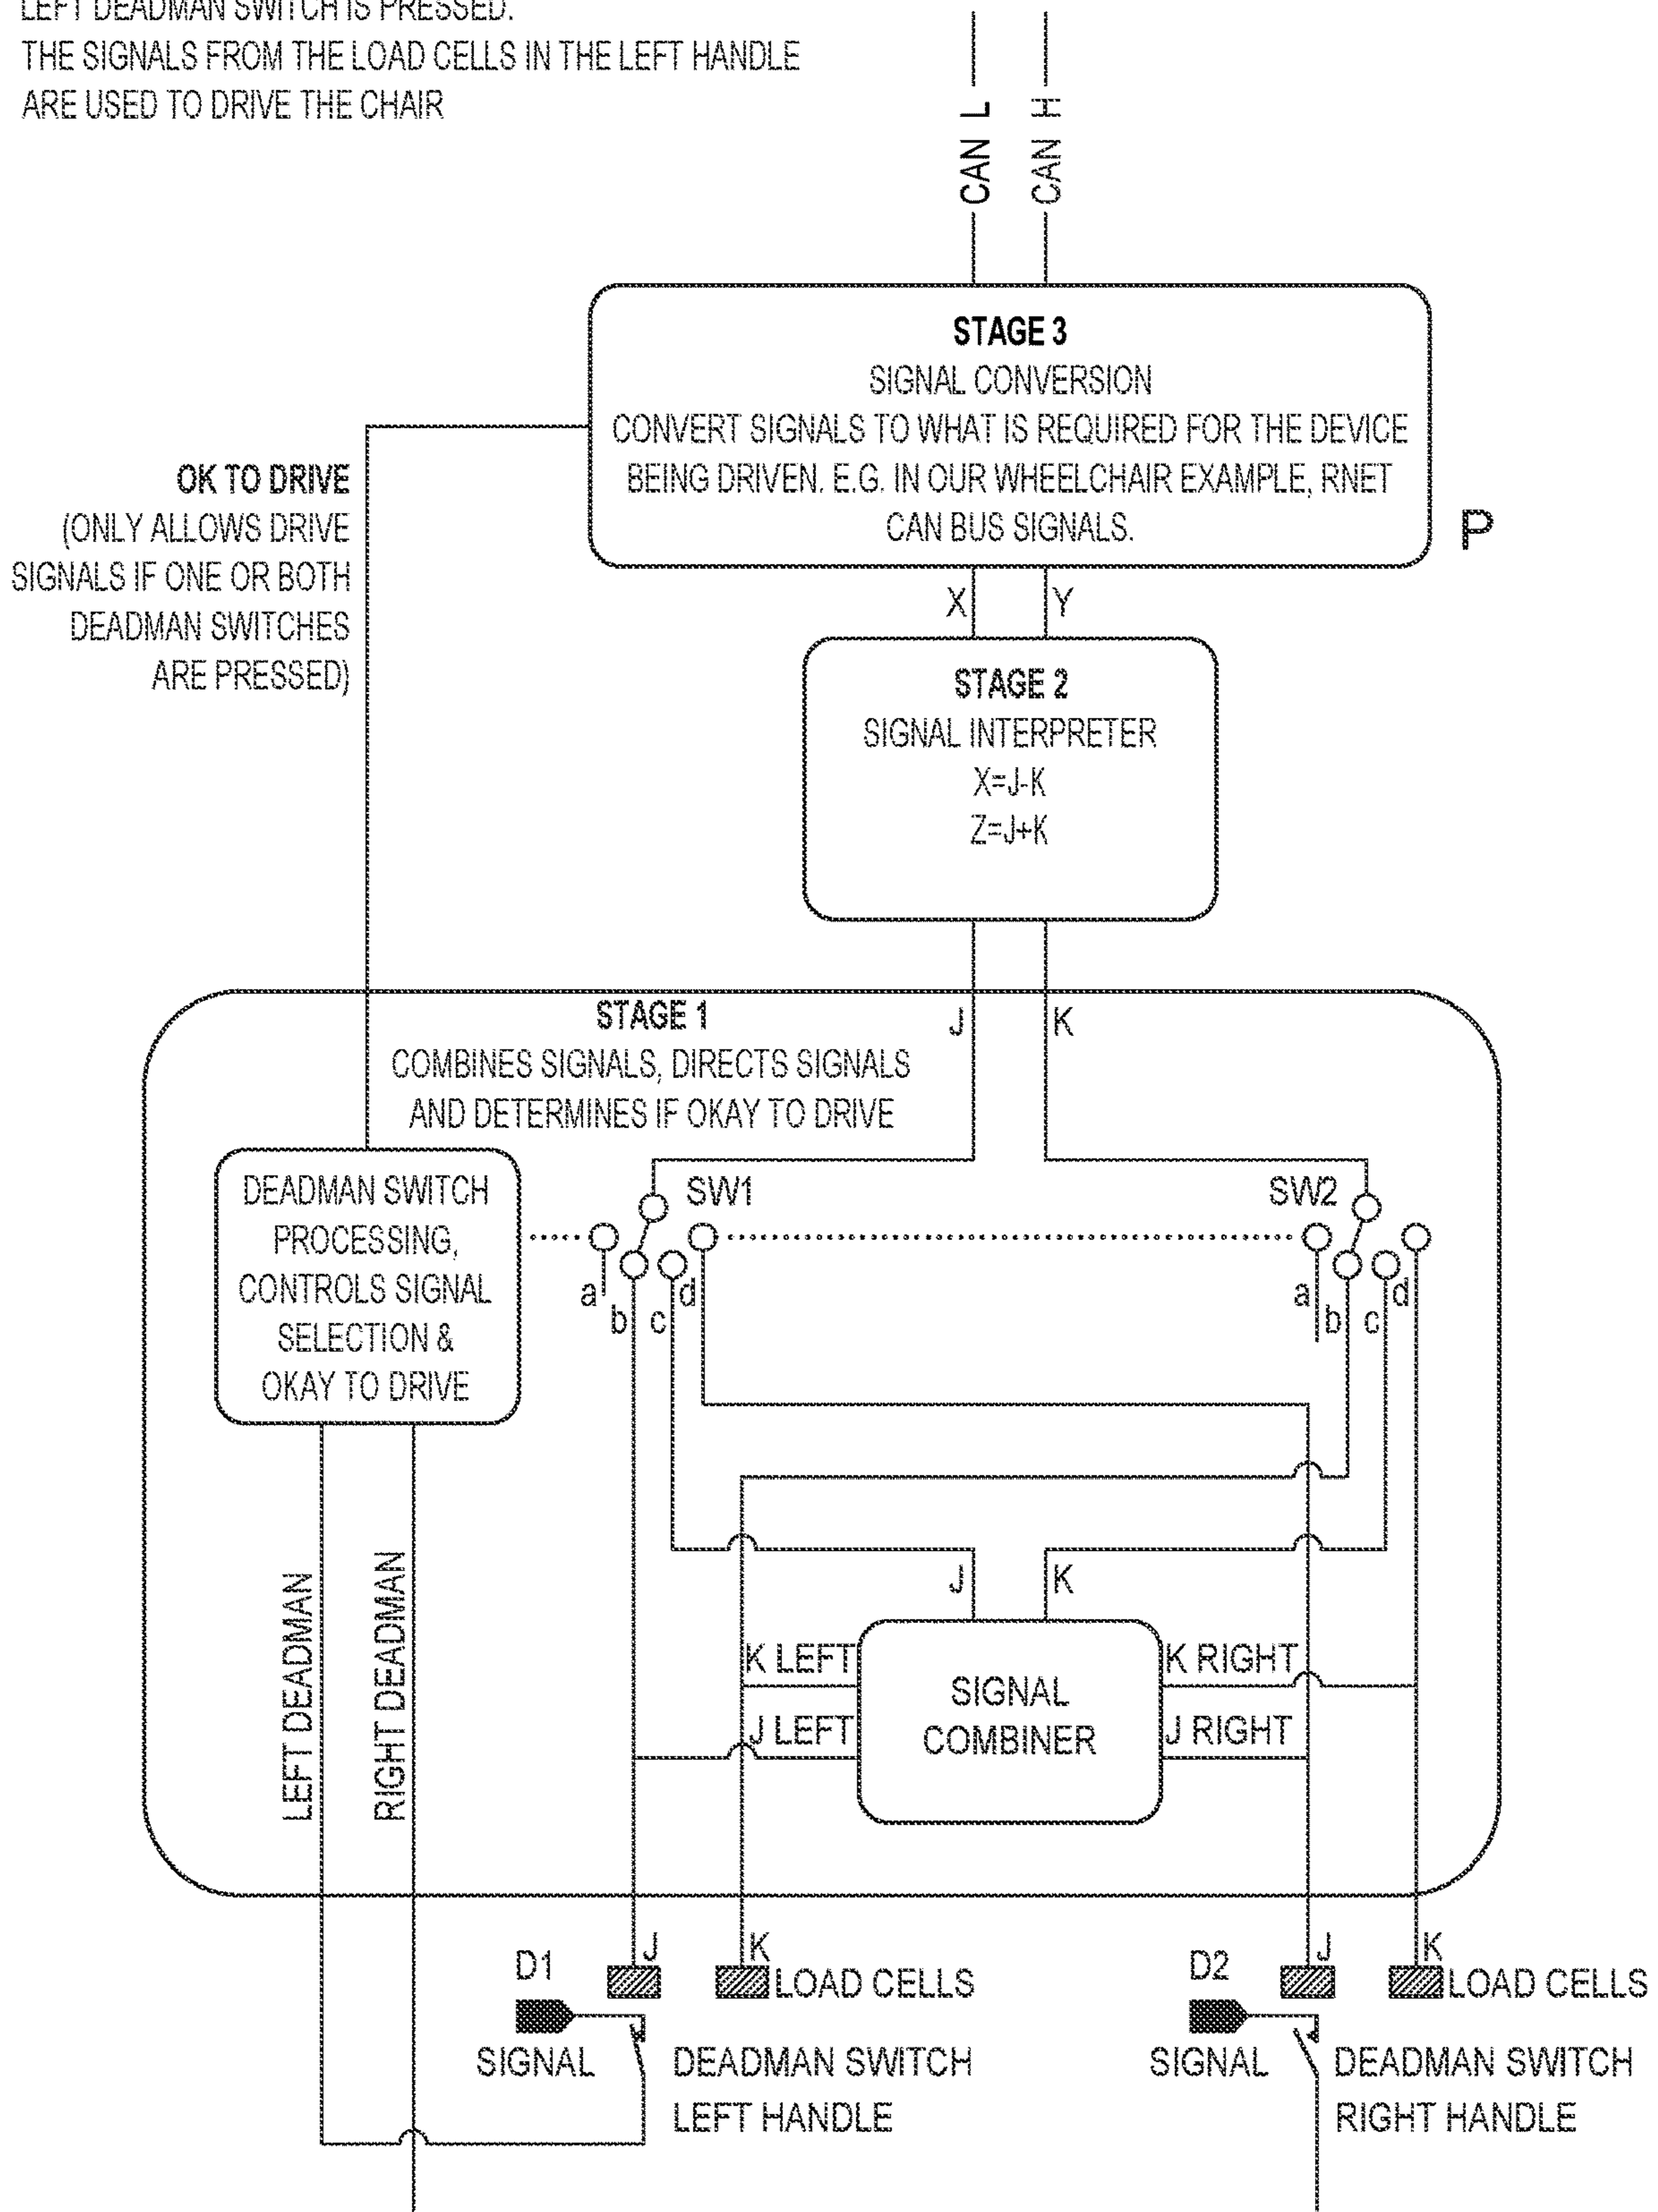 LEFT DEADMAN SWITCH IS PRESSED.
THE SIGNALS FROM THE LOAD CELLS IN THE LEFT HANDLE
ARE USED TO DRIVE THE CHAIR
CAN L
CAN H
STAGE 3
SIGNAL CONVERSION
CONVERT SIGNALS TO WHAT IS REQUIRED FOR THE DEVICE
BEING DRIVEN. E.G. IN OUR WHEELCHAIR EXAMPLE, RNET
CAN BUS SIGNALS.
P
OK TO DRIVE
(ONLY ALLOWS DRIVE
SIGNALS IF ONE OR BOTH
DEADMAN SWITCHES
ARE PRESSED)
X
Y
STAGE 2
SIGNAL INTERPRETER
X=J-K
Z=J+K
STAGE 1
COMBINES SIGNALS, DIRECTS SIGNALS
AND DETERMINES IF OKAY TO DRIVE
J
K
DEADMAN SWITCH
PROCESSING,
CONTROLS SIGNAL
SELECTION &
OKAY TO DRIVE
SW1
a
b
c
d
SW2
a
b
c
d
LEFT DEADMAN
RIGHT DEADMAN
J
K
K LEFT
J LEFT
SIGNAL
COMBINER
K RIGHT
J RIGHT
D1
J
K
LOAD CELLS
SIGNAL
DEADMAN SWITCH
LEFT HANDLE
D2
J
K
LOAD CELLS
SIGNAL
DEADMAN SWITCH
RIGHT HANDLE